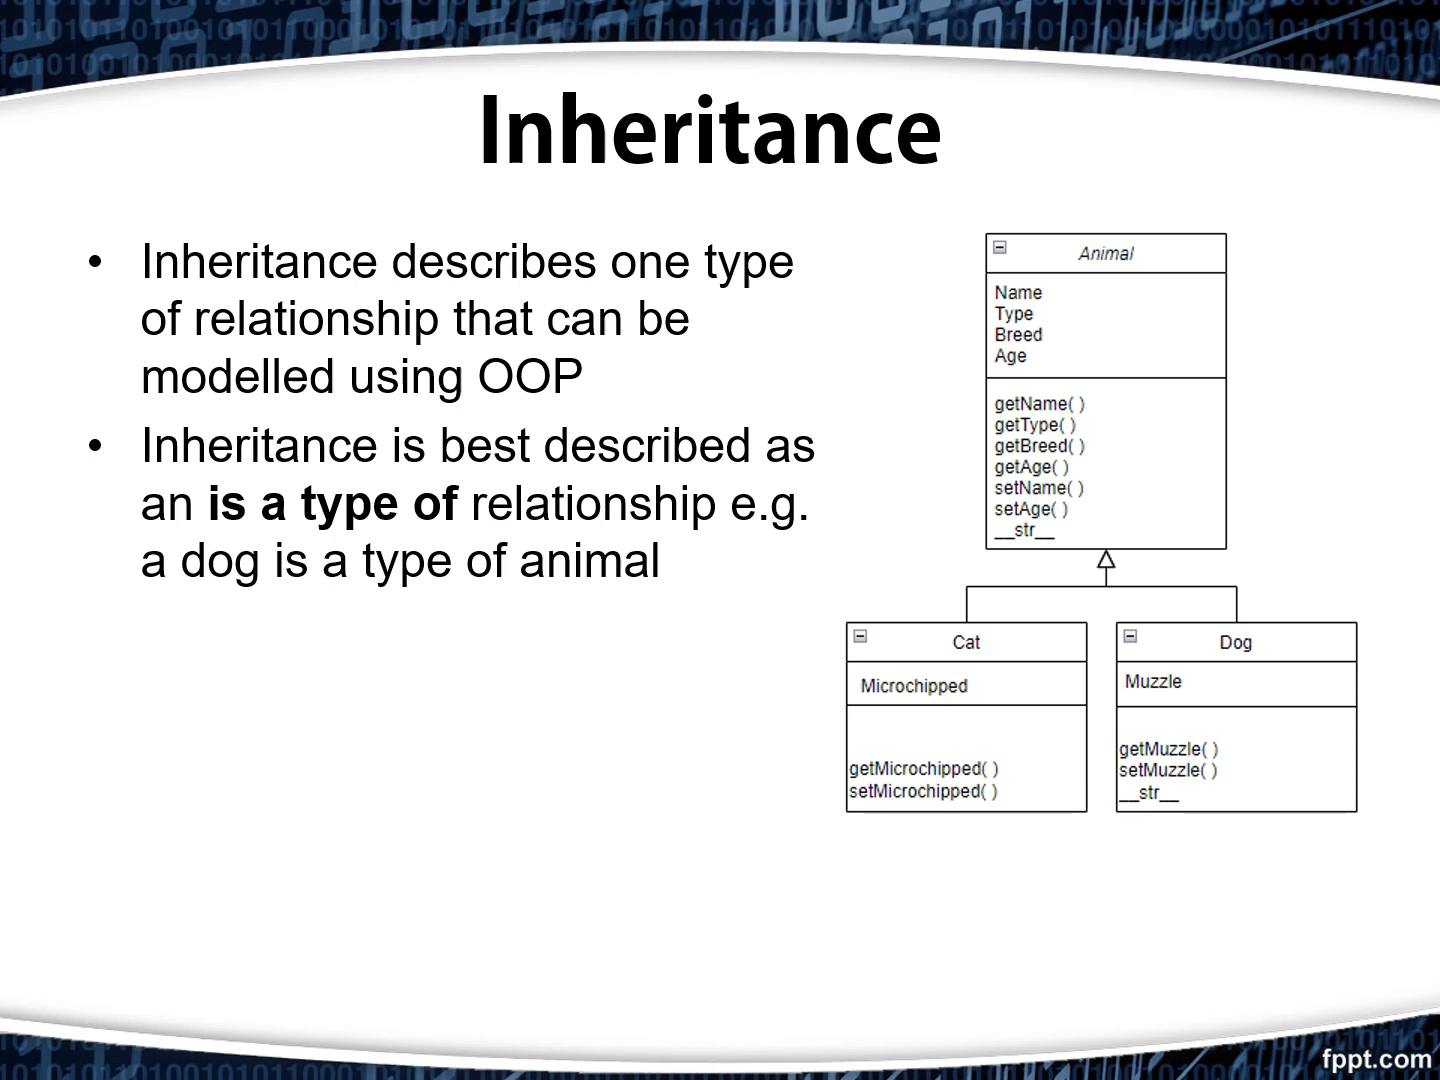 Inheritance
• Inheritance describes one type
of relationship that can be
modelled using OOP
• Inheritance is best described as
an is a type of relationship e.g.
a dog is a type of animal
Animal
Name
Type
Breed
Age
getName( )
getType( )
getBreed( )
getAge( )
setName( )
setAge( )
__str__
Cat
Microchipped
getMicrochipped( )
setMicrochipped( )
Dog
Muzzle
getMuzzle( )
setMuzzle( )
__str__
fppt.com